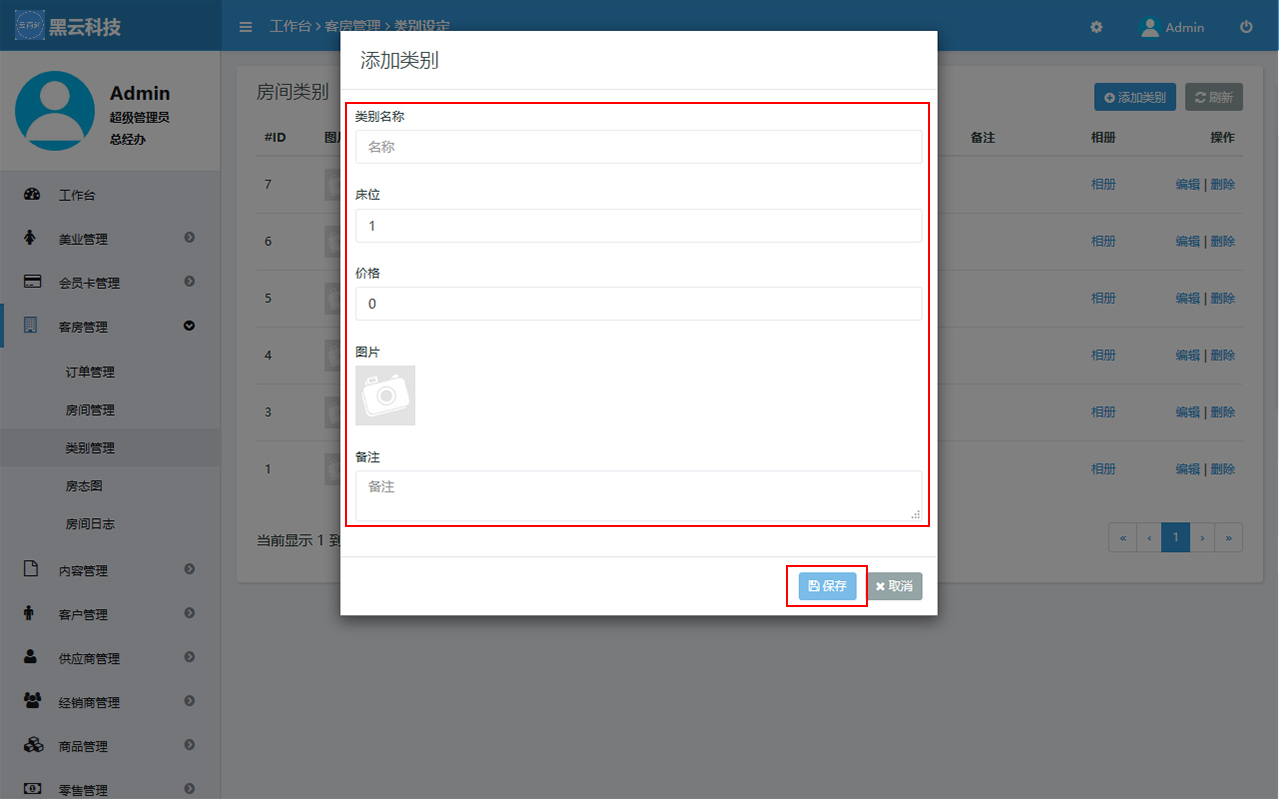 黑云科技
工作台 > 客房管理 > 类别设定
Admin
Admin
超级管理员
总经办
工作台
美业管理
会员卡管理
客房管理
订单管理
房间管理
类别管理
房态图
房间日志
内容管理
客户管理
供应商管理
经销商管理
商品管理
零售管理
房间类别
添加类别
刷新
#ID 备注 相册 操作
7 相册 编辑 | 删除
6 相册 编辑 | 删除
5 相册 编辑 | 删除
4 相册 编辑 | 删除
3 相册 编辑 | 删除
1 相册 编辑 | 删除
当前显示 1 到
« ‹ 1 › »
添加类别
类别名称
名称
床位
1
价格
0
图片
备注
备注
保存
取消